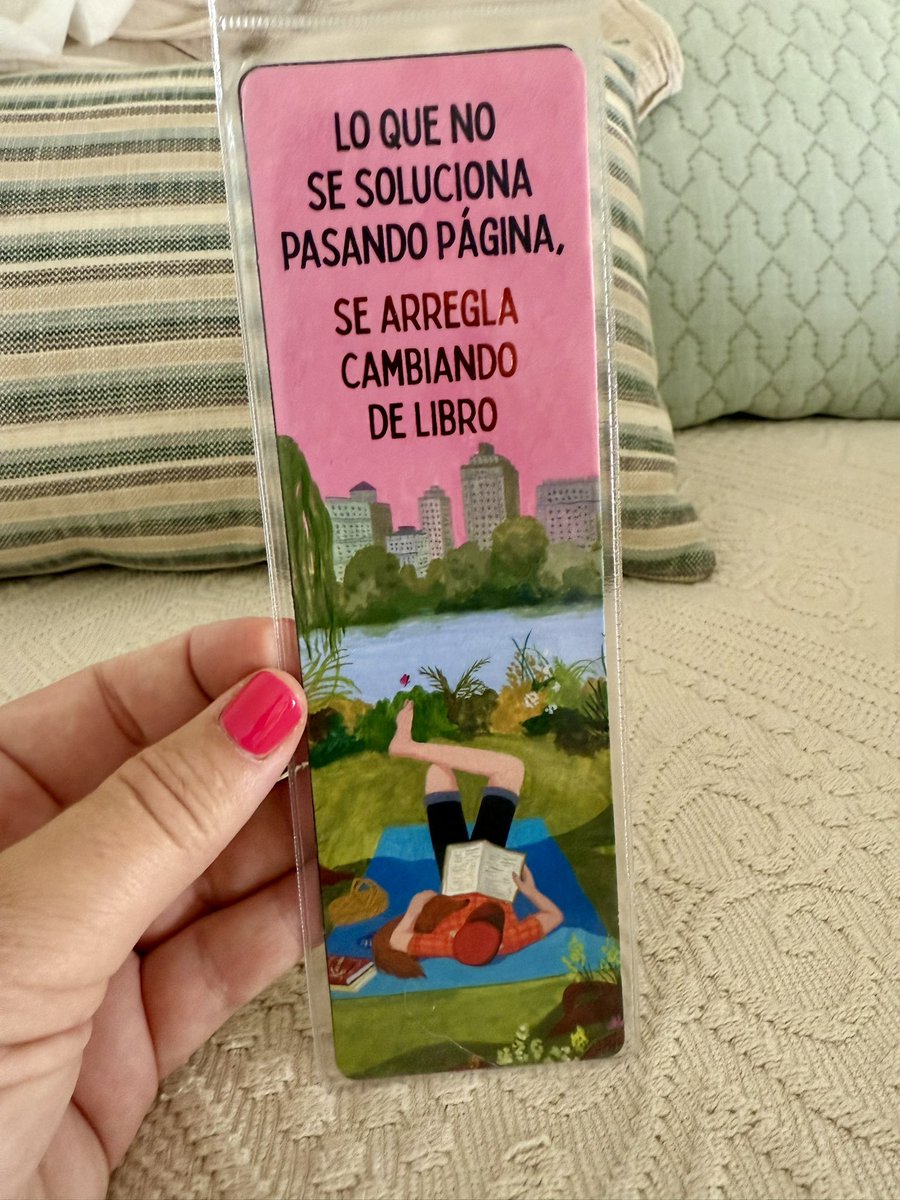 LO QUE NO
SE SOLUCIONA
PASANDO PÁGINA,
SE ARREGLA
CAMBIANDO
DE LIBRO